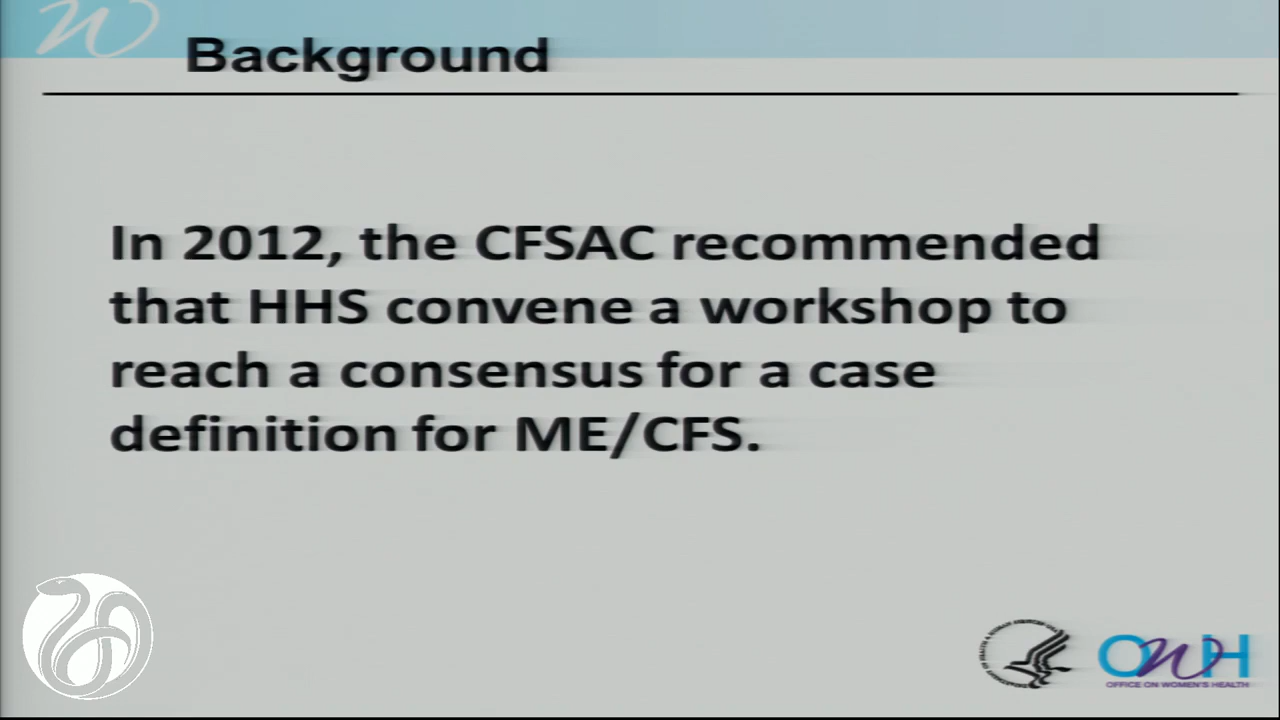 Background
In 2012, the CFSAC recommended
that HHS convene a workshop to
reach a consensus for a case
definition for ME/CFS.
OWH
OFFICE ON WOMEN'S HEALTH